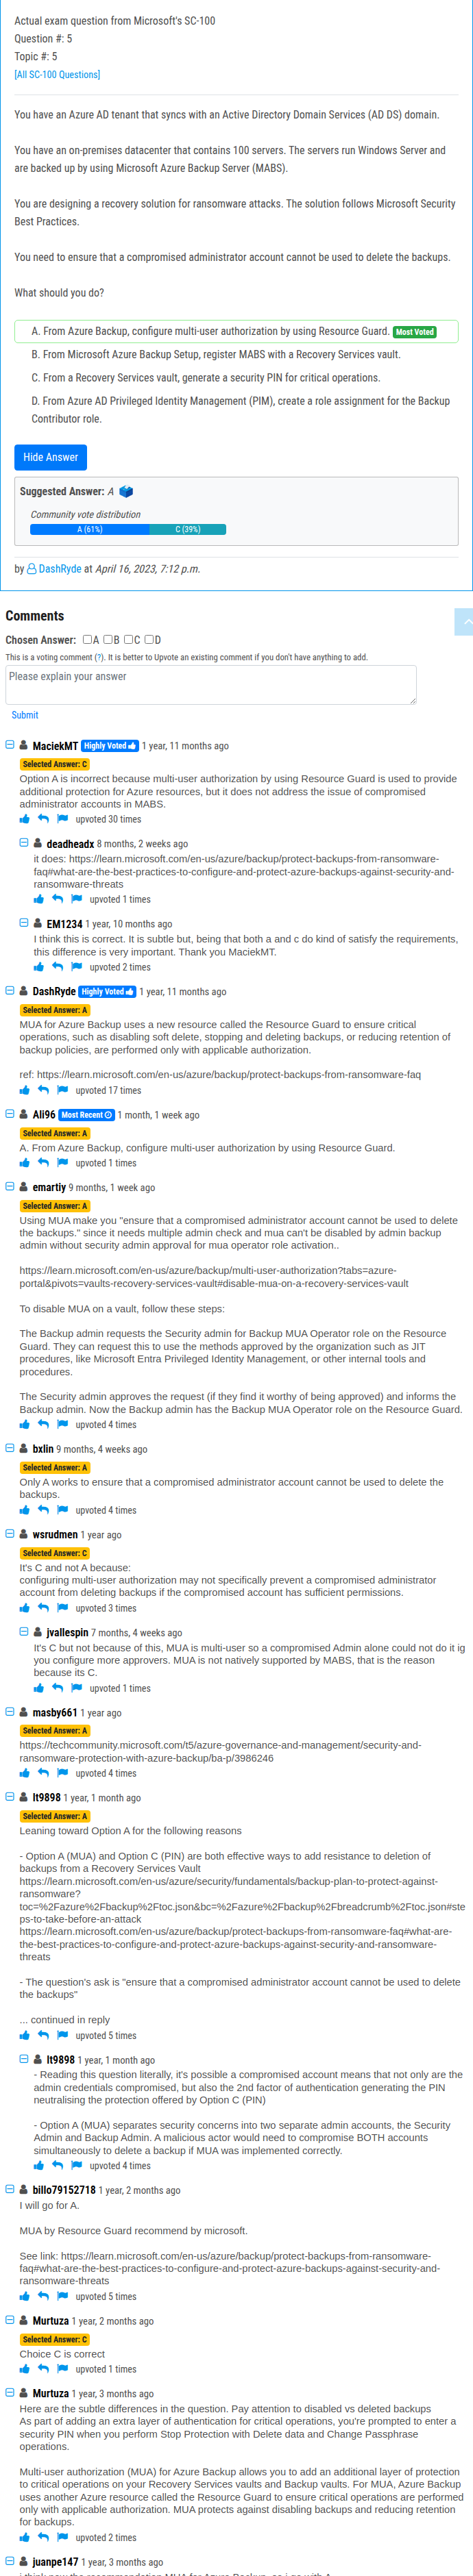 Actual exam question from Microsoft's SC-100
Question #: 5
Topic #: 5
[All SC-100 Questions]
You have an Azure AD tenant that syncs with an Active Directory Domain Services (AD DS) domain.
You have an on-premises datacenter that contains 100 servers. The servers run Windows Server and
are backed up by using Microsoft Azure Backup Server (MABS).
You are designing a recovery solution for ransomware attacks. The solution follows Microsoft Security
Best Practices.
You need to ensure that a compromised administrator account cannot be used to delete the backups.
What should you do?
A. From Azure Backup, configure multi-user authorization by using Resource Guard. Most Voted
B. From Microsoft Azure Backup Setup, register MABS with a Recovery Services vault.
C. From a Recovery Services vault, generate a security PIN for critical operations.
D. From Azure AD Privileged Identity Management (PIM), create a role assignment for the Backup
Contributor role.
Hide Answer
Suggested Answer: A
Community vote distribution
A (61%) C (39%)
by DashRyde at April 16, 2023, 7:12 p.m.
Comments
Chosen Answer: A B C D
This is a voting comment (?). It is better to Upvote an existing comment if you don't have anything to add.
Please explain your answer
Submit
MaciekMT Highly Voted 1 year, 11 months ago
Selected Answer: C
Option A is incorrect because multi-user authorization by using Resource Guard is used to provide
additional protection for Azure resources, but it does not address the issue of compromised
administrator accounts in MABS.
upvoted 30 times
deadheadx 8 months, 2 weeks ago
it does: https://learn.microsoft.com/en-us/azure/backup/protect-backups-from-ransomware-
faq#what-are-the-best-practices-to-configure-and-protect-azure-backups-against-security-and-
ransomware-threats
upvoted 1 times
EM1234 1 year, 10 months ago
I think this is correct. It is subtle but, being that both a and c do kind of satisfy the requirements,
this difference is very important. Thank you MaciekMT.
upvoted 2 times
DashRyde Highly Voted 1 year, 11 months ago
Selected Answer: A
MUA for Azure Backup uses a new resource called the Resource Guard to ensure critical
operations, such as disabling soft delete, stopping and deleting backups, or reducing retention of
backup policies, are performed only with applicable authorization.
ref: https://learn.microsoft.com/en-us/azure/backup/protect-backups-from-ransomware-faq
upvoted 17 times
Ali96 Most Recent 1 month, 1 week ago
Selected Answer: A
A. From Azure Backup, configure multi-user authorization by using Resource Guard.
upvoted 1 times
emartiy 9 months, 1 week ago
Selected Answer: A
Using MUA make you "ensure that a compromised administrator account cannot be used to delete
the backups." since it needs multiple admin check and mua can't be disabled by admin backup
admin without security admin approval for mua operator role activation..
https://learn.microsoft.com/en-us/azure/backup/multi-user-authorization?tabs=azure-
portal&pivots=vaults-recovery-services-vault#disable-mua-on-a-recovery-services-vault
To disable MUA on a vault, follow these steps:
The Backup admin requests the Security admin for Backup MUA Operator role on the Resource
Guard. They can request this to use the methods approved by the organization such as JIT
procedures, like Microsoft Entra Privileged Identity Management, or other internal tools and
procedures.
The Security admin approves the request (if they find it worthy of being approved) and informs the
Backup admin. Now the Backup admin has the Backup MUA Operator role on the Resource Guard.
upvoted 4 times
bxlin 9 months, 4 weeks ago
Selected Answer: A
Only A works to ensure that a compromised administrator account cannot be used to delete the
backups.
upvoted 4 times
wsrudmen 1 year ago
Selected Answer: C
It's C and not A because:
configuring multi-user authorization may not specifically prevent a compromised administrator
account from deleting backups if the compromised account has sufficient permissions.
upvoted 3 times
jvallespin 7 months, 4 weeks ago
It's C but not because of this, MUA is multi-user so a compromised Admin alone could not do it ig
you configure more approvers. MUA is not natively supported by MABS, that is the reason
because its C.
upvoted 1 times
masby661 1 year ago
Selected Answer: A
https://techcommunity.microsoft.com/t5/azure-governance-and-management/security-and-
ransomware-protection-with-azure-backup/ba-p/3986246
upvoted 4 times
It9898 1 year, 1 month ago
Selected Answer: A
Leaning toward Option A for the following reasons
- Option A (MUA) and Option C (PIN) are both effective ways to add resistance to deletion of
backups from a Recovery Services Vault
https://learn.microsoft.com/en-us/azure/security/fundamentals/backup-plan-to-protect-against-
ransomware?
toc=%2Fazure%2Fbackup%2Ftoc.json&bc=%2Fazure%2Fbackup%2Fbreadcrumb%2Ftoc.json#ste
ps-to-take-before-an-attack
https://learn.microsoft.com/en-us/azure/backup/protect-backups-from-ransomware-faq#what-are-
the-best-practices-to-configure-and-protect-azure-backups-against-security-and-ransomware-
threats
- The question's ask is "ensure that a compromised administrator account cannot be used to delete
the backups"
... continued in reply
upvoted 5 times
It9898 1 year, 1 month ago
- Reading this question literally, it's possible a compromised account means that not only are the
admin credentials compromised, but also the 2nd factor of authentication generating the PIN
neutralising the protection offered by Option C (PIN)
- Option A (MUA) separates security concerns into two separate admin accounts, the Security
Admin and Backup Admin. A malicious actor would need to compromise BOTH accounts
simultaneously to delete a backup if MUA was implemented correctly.
upvoted 4 times
billo79152718 1 year, 2 months ago
I will go for A.
MUA by Resource Guard recommend by microsoft.
See link: https://learn.microsoft.com/en-us/azure/backup/protect-backups-from-ransomware-
faq#what-are-the-best-practices-to-configure-and-protect-azure-backups-against-security-and-
ransomware-threats
upvoted 5 times
Murtuza 1 year, 2 months ago
Selected Answer: C
Choice C is correct
upvoted 1 times
Murtuza 1 year, 3 months ago
Here are the subtle differences in the question. Pay attention to disabled vs deleted backups
As part of adding an extra layer of authentication for critical operations, you're prompted to enter a
security PIN when you perform Stop Protection with Delete data and Change Passphrase
operations.
Multi-user authorization (MUA) for Azure Backup allows you to add an additional layer of protection
to critical operations on your Recovery Services vaults and Backup vaults. For MUA, Azure Backup
uses another Azure resource called the Resource Guard to ensure critical operations are performed
only with applicable authorization. MUA protects against disabling backups and reducing retention
for backups.
upvoted 2 times
juanpe147 1 year, 3 months ago